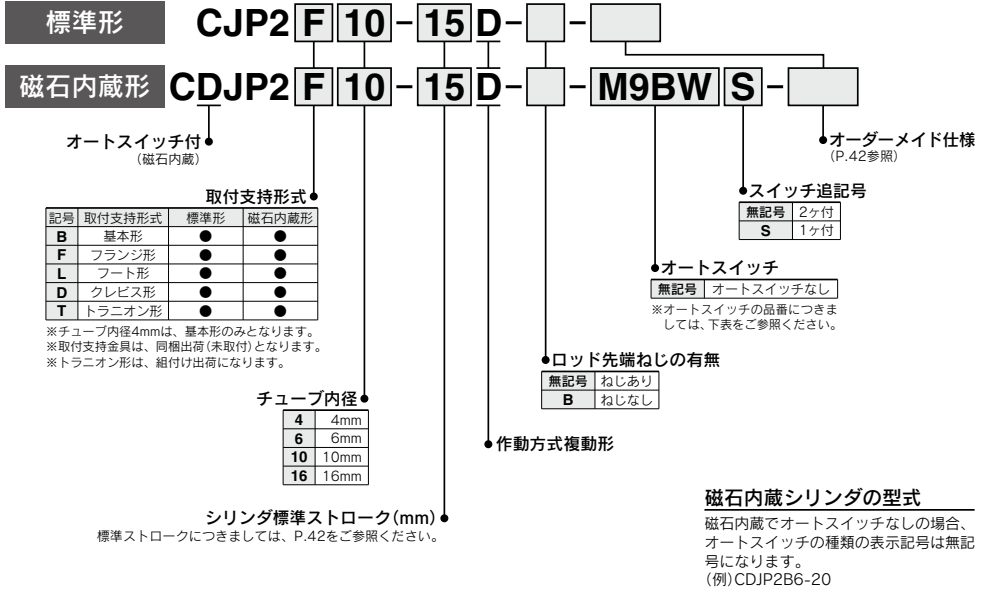 標準形 CJP2 F 10 - 15 D - -
磁石内蔵形 CDJP2 F 10 - 15 D - - M9BW S -
オートスイッチ付
(磁石内蔵)
オーダーメイド仕様
(P.42参照)
取付支持形式
記号 取付支持形式 標準形 磁石内蔵形
B 基本形 ● ●
F フランジ形 ● ●
L フート形 ● ●
D クレビス形 ● ●
T トラニオン形 ● ●
※チューブ内径4mmは、基本形のみとなります。
※取付支持金具は、同梱出荷(未取付)となります。
※トラニオン形は、組付け出荷になります。
スイッチ追記号
無記号 2ヶ付
S 1ヶ付
オートスイッチ
無記号 オートスイッチなし
※オートスイッチの品番につきま
しては、下表をご参照ください。
ロッド先端ねじの有無
無記号 ねじあり
B ねじなし
チューブ内径
4 4mm
6 6mm
10 10mm
16 16mm
作動方式複動形
シリンダ標準ストローク(mm)
標準ストロークにつきましては、P.42をご参照ください。
磁石内蔵シリンダの型式
磁石内蔵でオートスイッチなしの場合、
オートスイッチの種類の表示記号は無記
号になります。
(例)CDJP2B6-20